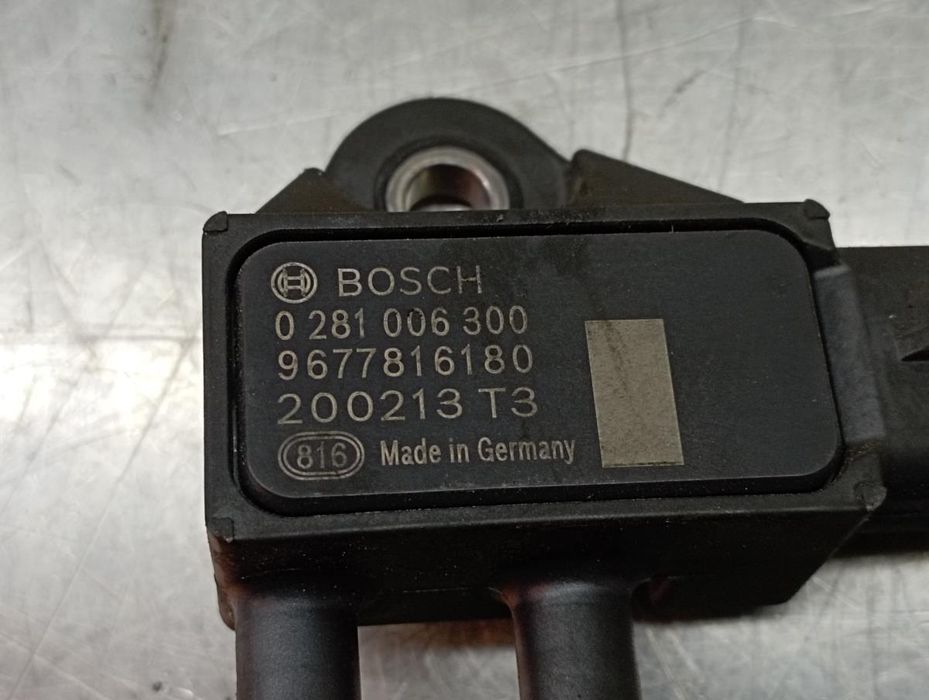 BOSCH
0 281 006 300
9677816180
200213 T3
816 Made in Germany